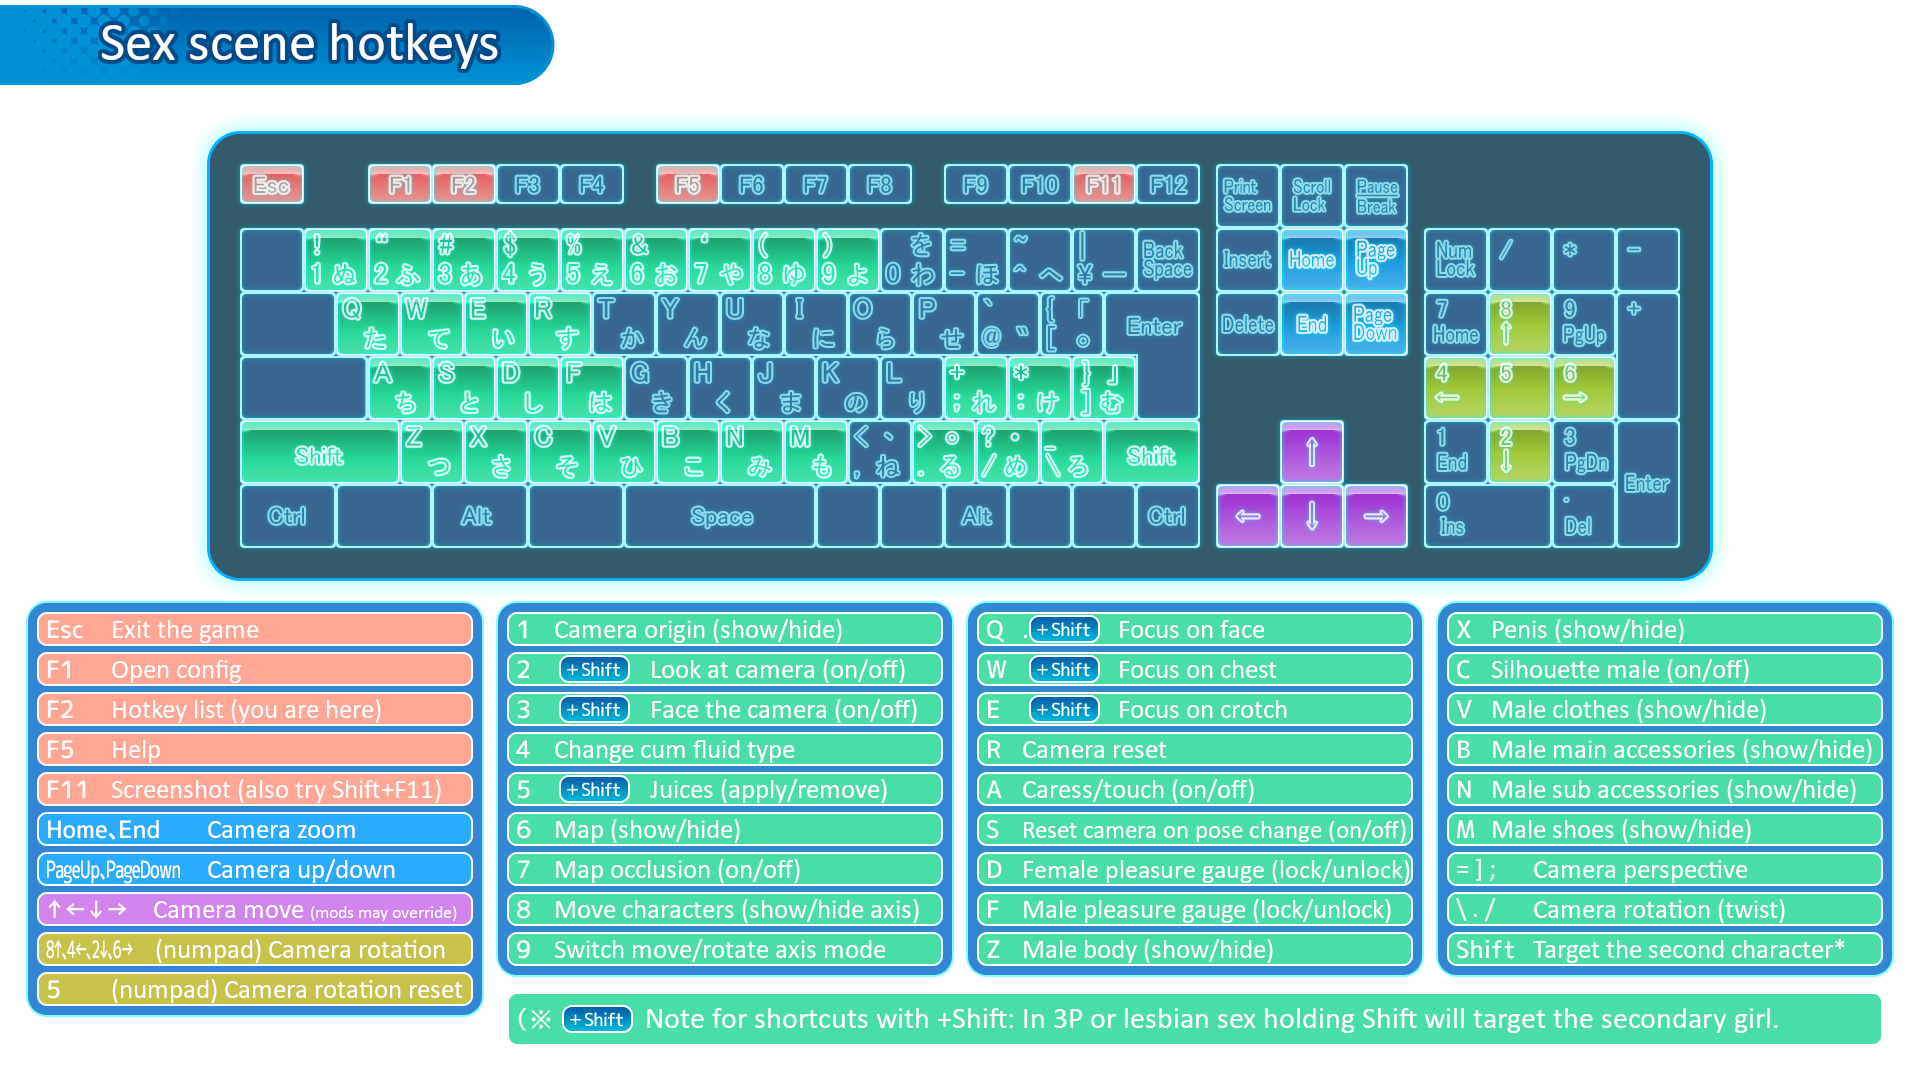 Sex scene hotkeys
Esc F1 F2 F3 F4 F5 F6 F7 F8 F9 F10 F11 F12 Print Screen Scroll Lock Pause Break
! 1 ぬ “ 2 ふ # 3 あ $ 4 う % 5 え & 6 お ‘ 7 や ( 8 ゆ ) 9 よ を 0 わ = - ほ ~ ^ へ | ¥ ー Back Space Insert Home Page Up Num Lock / * -
Q た W て E い R す T か Y ん U な I に O ら P せ ` @ ゛ { 「 [ ゜ Enter Delete End Page Down 7 Home 8 ↑ 9 PgUp +
A ち S と D し F は G き H く J ま K の L り + ; れ * : け } 」 ] む 4 ← 5 6 →
Shift Z つ X さ C そ V ひ B こ N み M も く 、 , ね > 。 . る ? ・ / め _ \ ろ Shift ↑ 1 End 2 ↓ 3 PgDn Enter
Ctrl Alt Space Alt Ctrl ← ↓ → 0 Ins . Del
Esc Exit the game
F1 Open config
F2 Hotkey list (you are here)
F5 Help
F11 Screenshot (also try Shift+F11)
Home、End Camera zoom
PageUp、PageDown Camera up/down
↑←↓→ Camera move (mods may override)
8↑、4←、2↓、6→ (numpad) Camera rotation
5 (numpad) Camera rotation reset
1 Camera origin (show/hide)
2 +Shift Look at camera (on/off)
3 +Shift Face the camera (on/off)
4 Change cum fluid type
5 +Shift Juices (apply/remove)
6 Map (show/hide)
7 Map occlusion (on/off)
8 Move characters (show/hide axis)
9 Switch move/rotate axis mode
Q .+Shift Focus on face
W +Shift Focus on chest
E +Shift Focus on crotch
R Camera reset
A Caress/touch (on/off)
S Reset camera on pose change (on/off)
D Female pleasure gauge (lock/unlock)
F Male pleasure gauge (lock/unlock)
Z Male body (show/hide)
X Penis (show/hide)
C Silhouette male (on/off)
V Male clothes (show/hide)
B Male main accessories (show/hide)
N Male sub accessories (show/hide)
M Male shoes (show/hide)
= ] ; Camera perspective
\ . / Camera rotation (twist)
Shift Target the second character*
(※ +Shift Note for shortcuts with +Shift: In 3P or lesbian sex holding Shift will target the secondary girl.